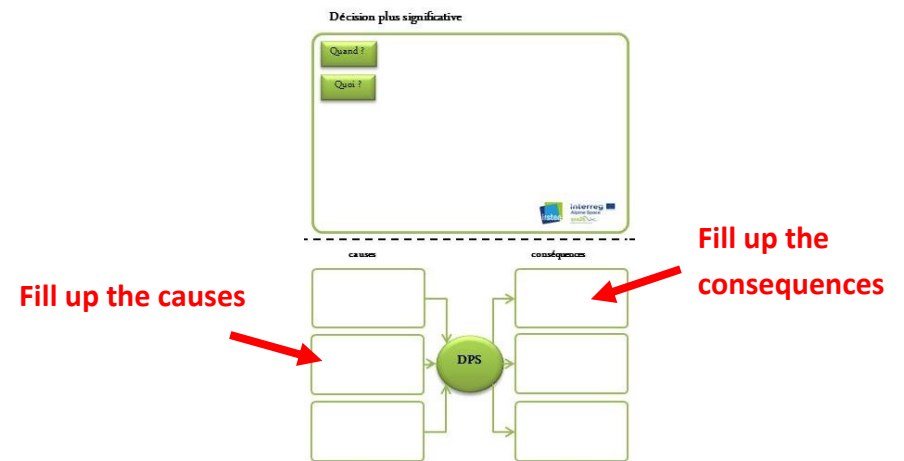 Décision plus significative
Quand ?
Quoi ?
irstea
Interreg
Alpine Space
causes
conséquences
Fill up the
consequences
Fill up the causes
DPS